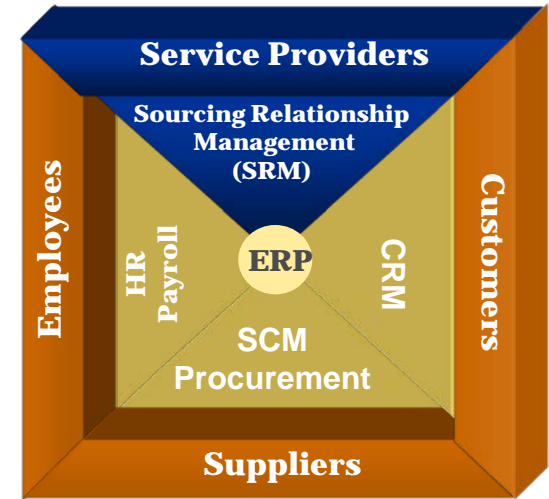 Service Providers
Sourcing Relationship
Management
(SRM)
Employees
HR
Payroll
ERP
CRM
Customers
SCM
Procurement
Suppliers